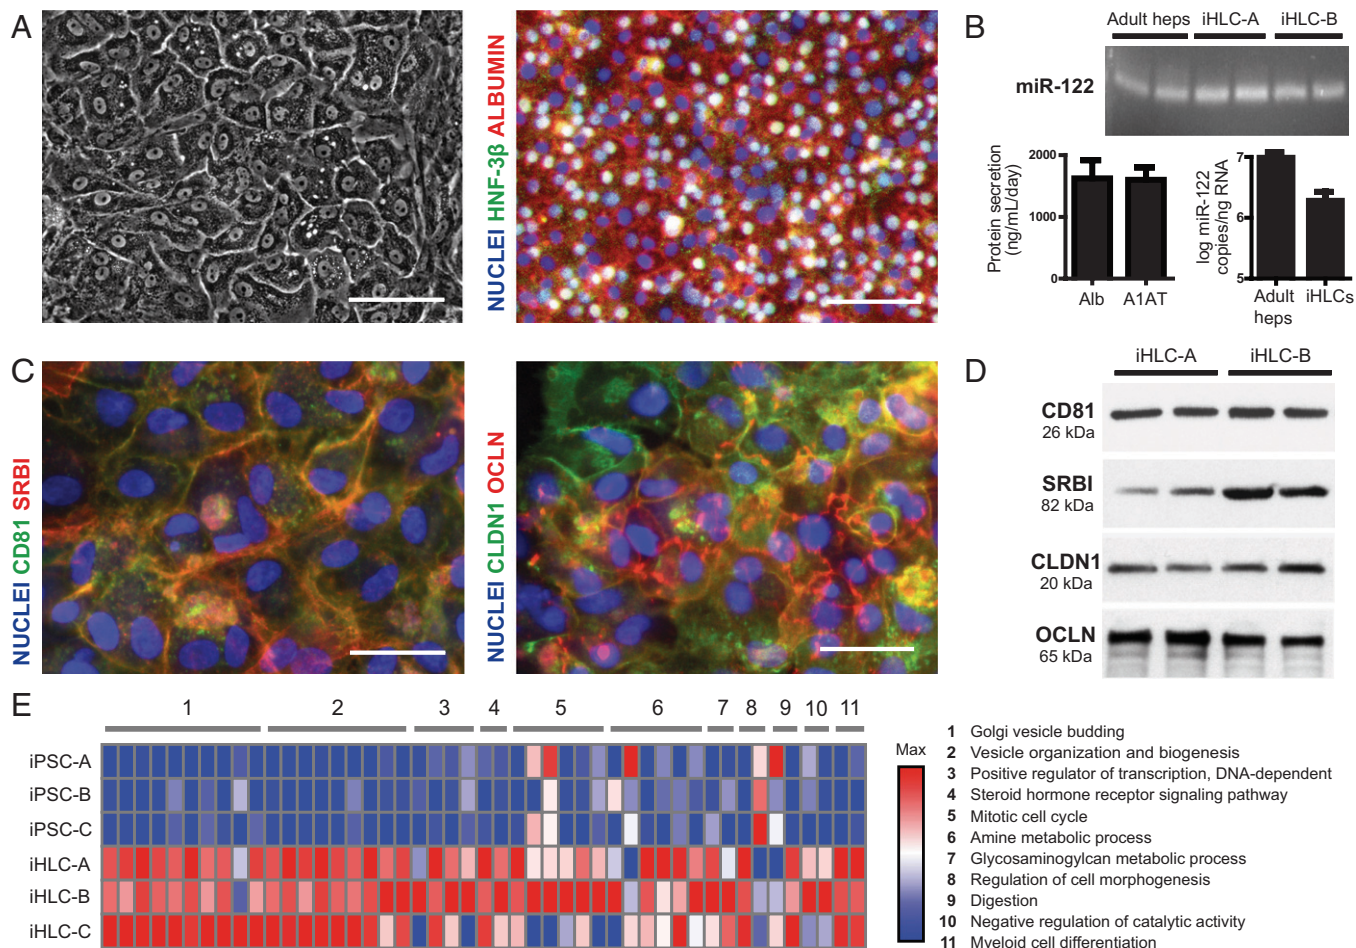 A
NUCLEI HNF-3β ALBUMIN
B
Adult heps iHLC-A iHLC-B
miR-122
Protein secretion
(ng/mL/day)
2000
1000
0
Alb A1AT
log miR-122
copies/ng RNA
7
6
5
Adult
heps
iHLCs
C
NUCLEI CD81 SRBI
NUCLEI CLDN1 OCLN
D
iHLC-A iHLC-B
CD81
26 kDa
SRBI
82 kDa
CLDN1
20 kDa
OCLN
65 kDa
E
1 2 3 4 5 6 7 8 9 10 11
iPSC-A
iPSC-B
iPSC-C
iHLC-A
iHLC-B
iHLC-C
Max
1 Golgi vesicle budding
2 Vesicle organization and biogenesis
3 Positive regulator of transcription, DNA-dependent
4 Steroid hormone receptor signaling pathway
5 Mitotic cell cycle
6 Amine metabolic process
7 Glycosaminogylcan metabolic process
8 Regulation of cell morphogenesis
9 Digestion
10 Negative regulation of catalytic activity
11 Myeloid cell differentiation